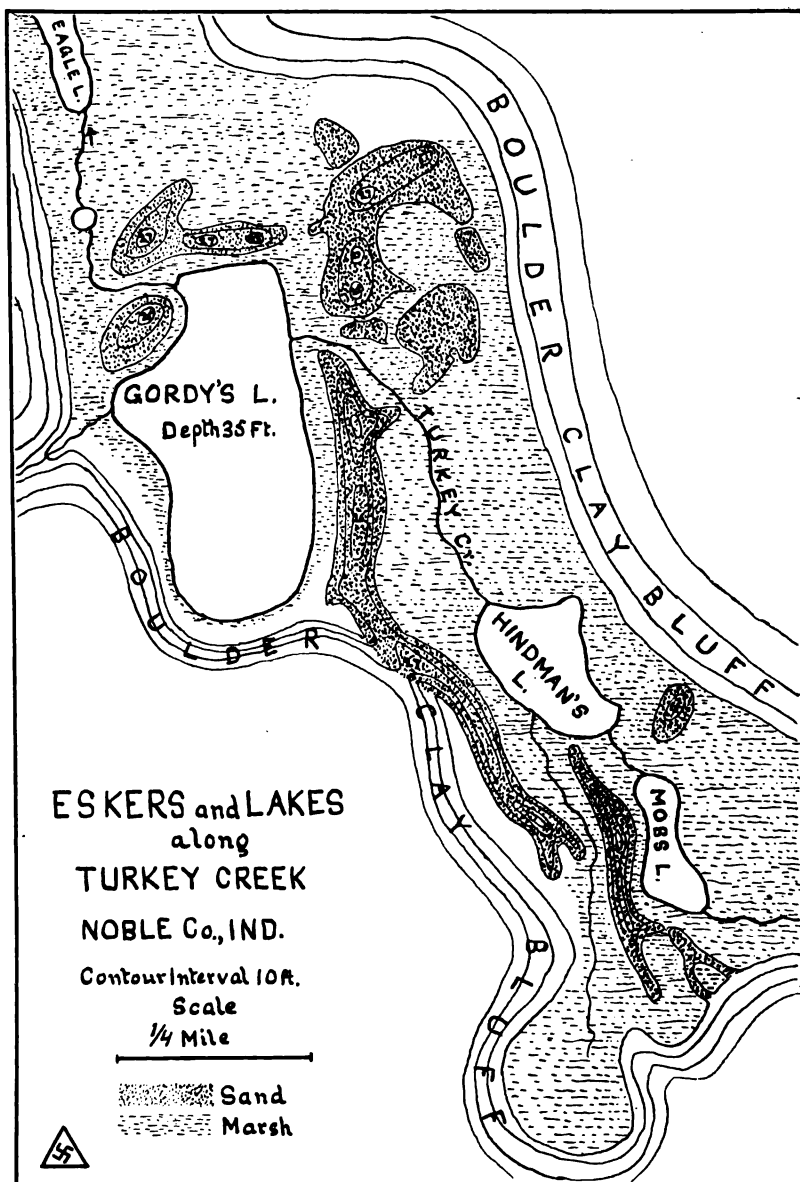 EAGLE L.
BOULDER CLAY BLUFF
GORDY'S L.
Depth 35 Ft.
TURKEY CR.
BOULDER CLAY BLUFF
HINDMAN'S
L.
MOBS L.
ESKERS and LAKES
along
TURKEY CREEK
NOBLE Co., IND.
Contour Interval 10 ft.
Scale
1/4 Mile
Sand
Marsh